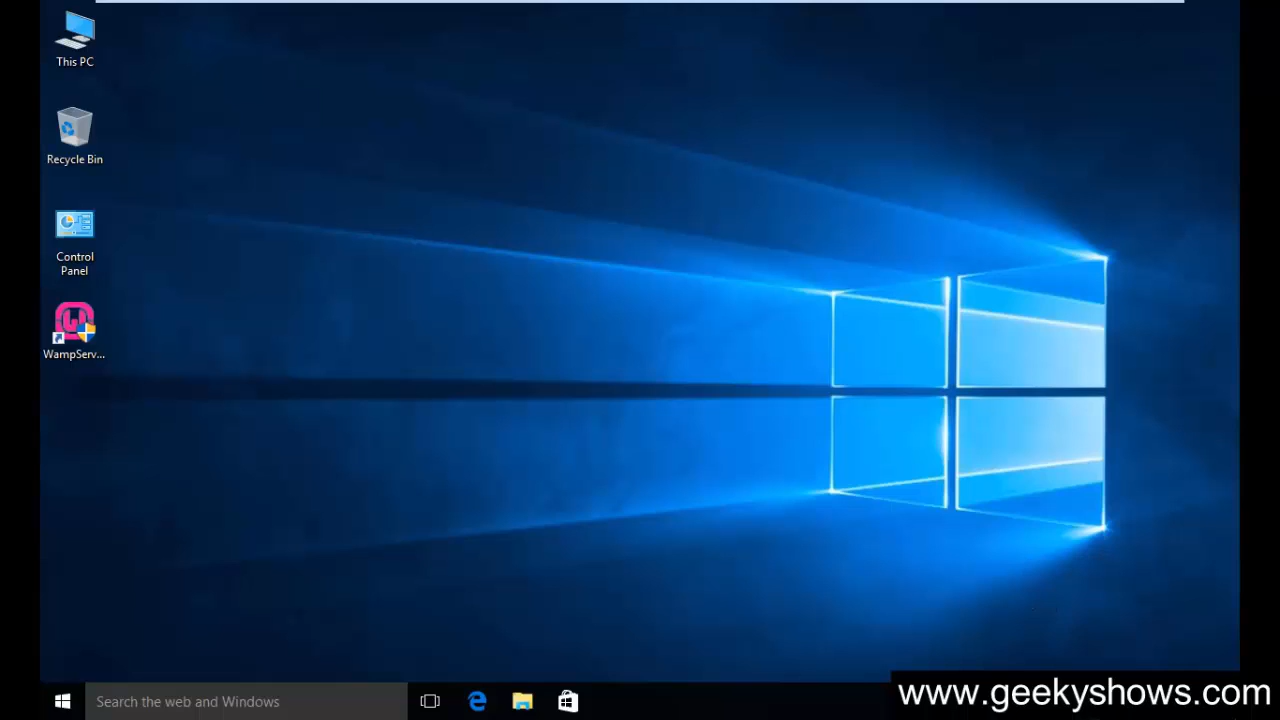 This PC
Recycle Bin
Control
Panel
WampServ...
Search the web and Windows
www.geekyshows.com